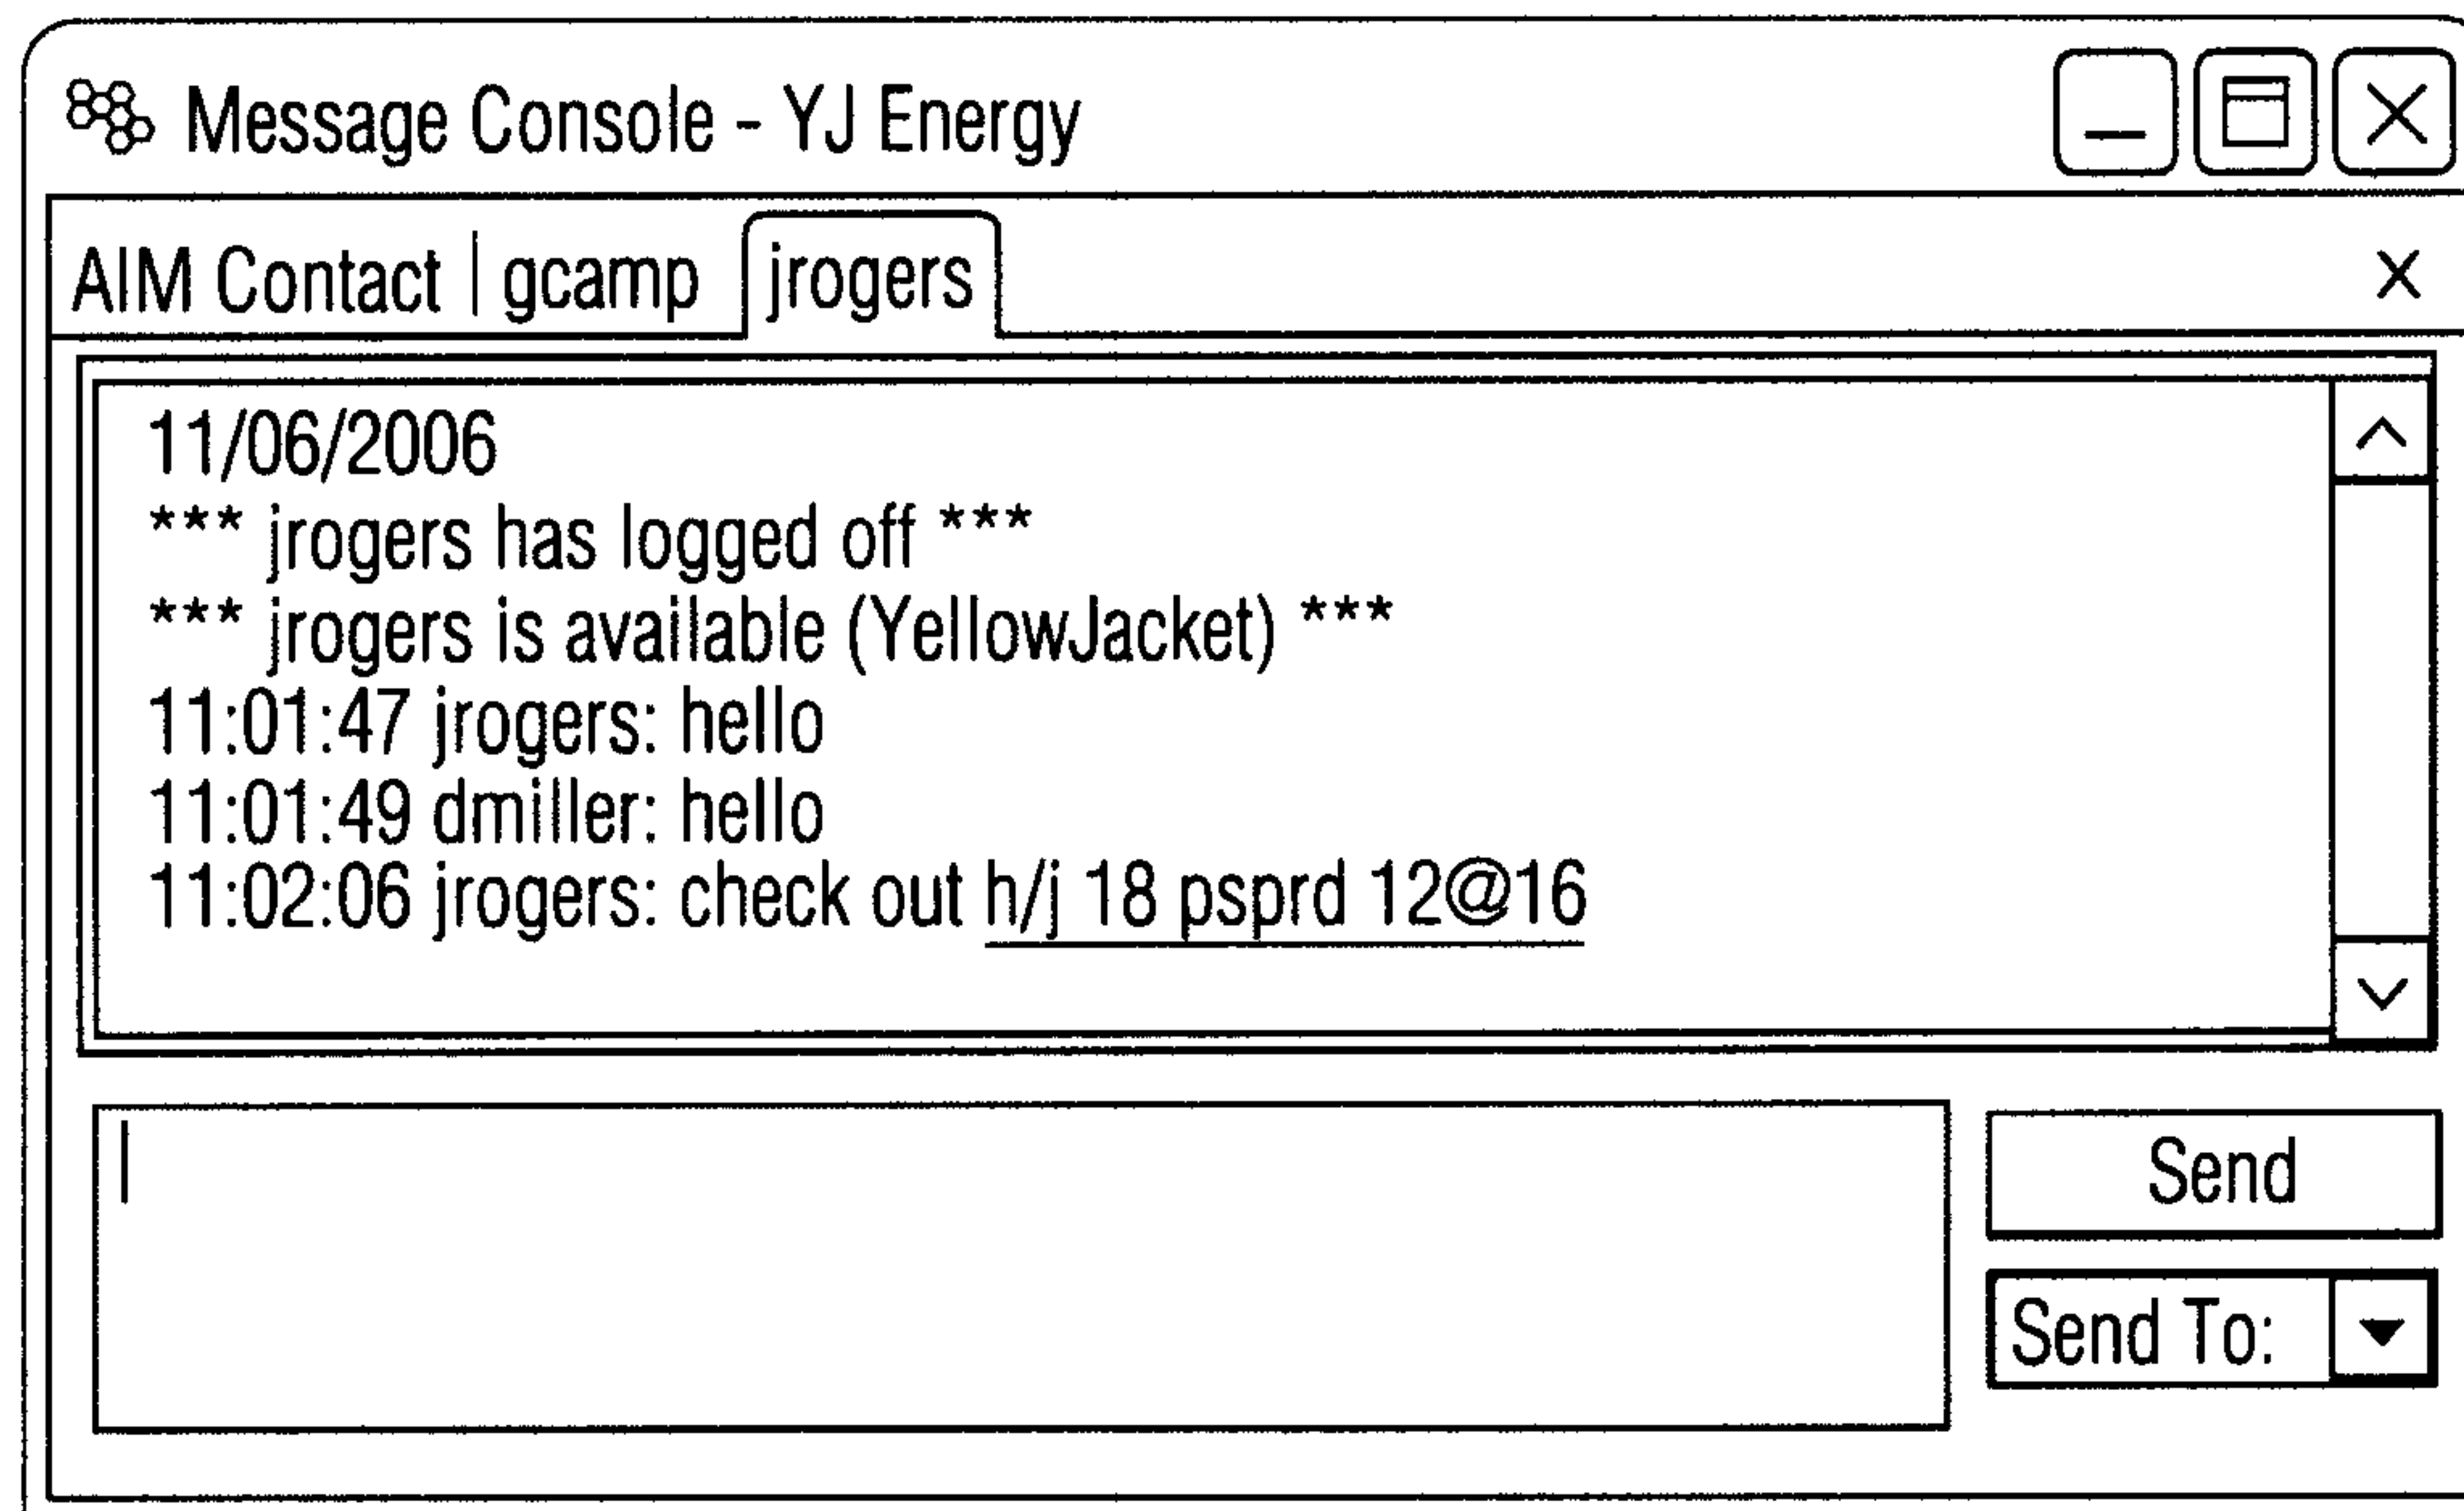 Message Console - YJ Energy
AIM Contact | gcamp jrogers x
11/06/2006
*** jrogers has logged off ***
*** jrogers is available (YellowJacket) ***
11:01:47 jrogers: hello
11:01:49 dmiller: hello
11:02:06 jrogers: check out h/j 18 psprd 12@16
Send
Send To: